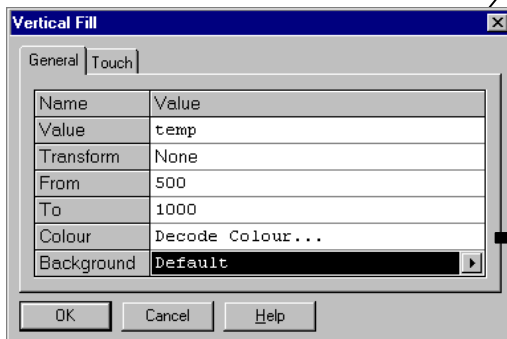 Vertical Fill
General Touch
Name Value
Value temp
Transform None
From 500
To 1000
Colour Decode Colour...
Background Default
OK Cancel Help